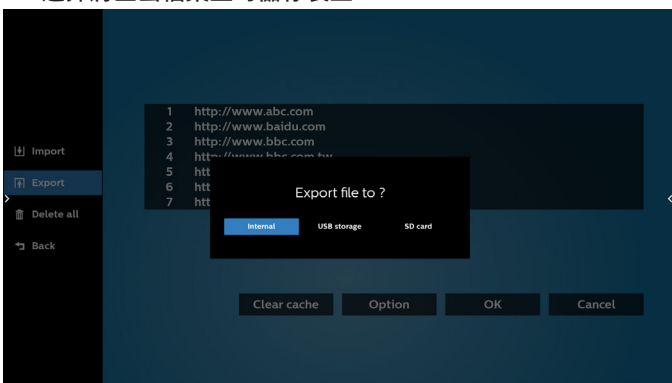 Import
Export
Delete all
Back
1 http://www.abc.com
2 http://www.baidu.com
3 http://www.bbc.com
4
5 htt
6 htt
7 htt
Export file to ?
Internal USB storage SD card
Clear cache Option OK Cancel